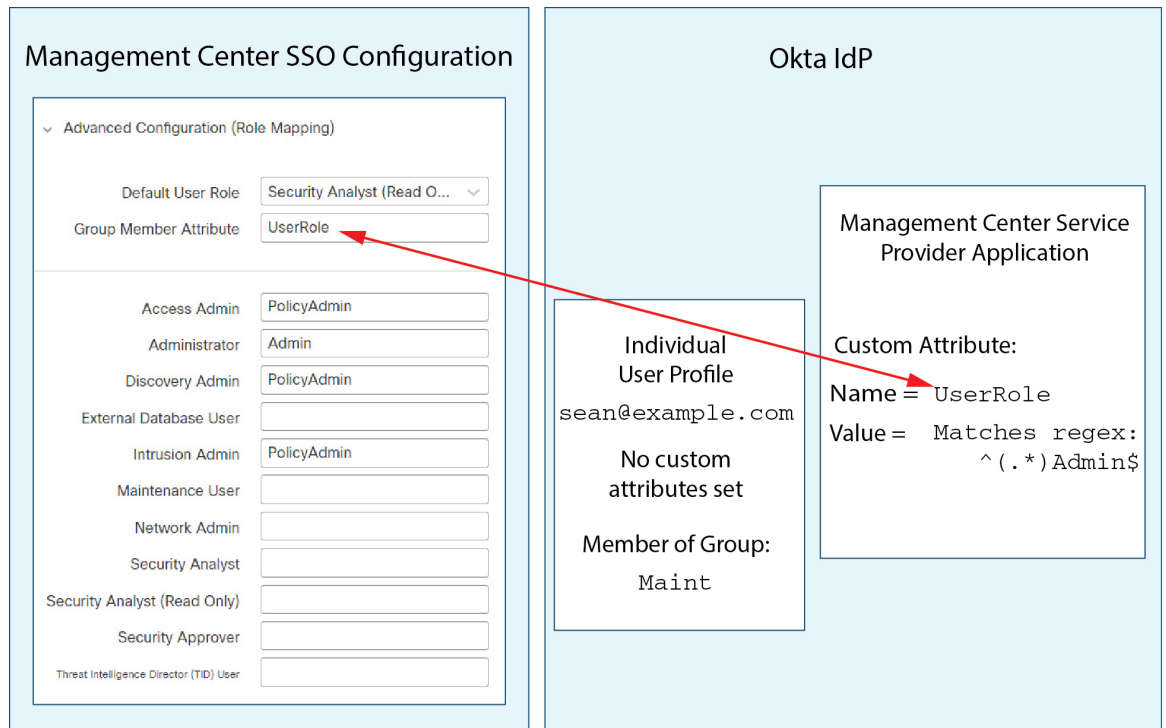 Management Center SSO Configuration
Advanced Configuration (Role Mapping)
Default User Role Security Analyst (Read O...
Group Member Attribute UserRole
Access Admin PolicyAdmin
Administrator Admin
Discovery Admin PolicyAdmin
External Database User
Intrusion Admin PolicyAdmin
Maintenance User
Network Admin
Security Analyst
Security Analyst (Read Only)
Security Approver
Threat Intelligence Director (TID) User
Okta IdP
Individual
User Profile
sean@example.com
No custom
attributes set
Member of Group:
Maint
Management Center Service
Provider Application
Custom Attribute:
Name = UserRole
Value = Matches regex:
^(.*)Admin$